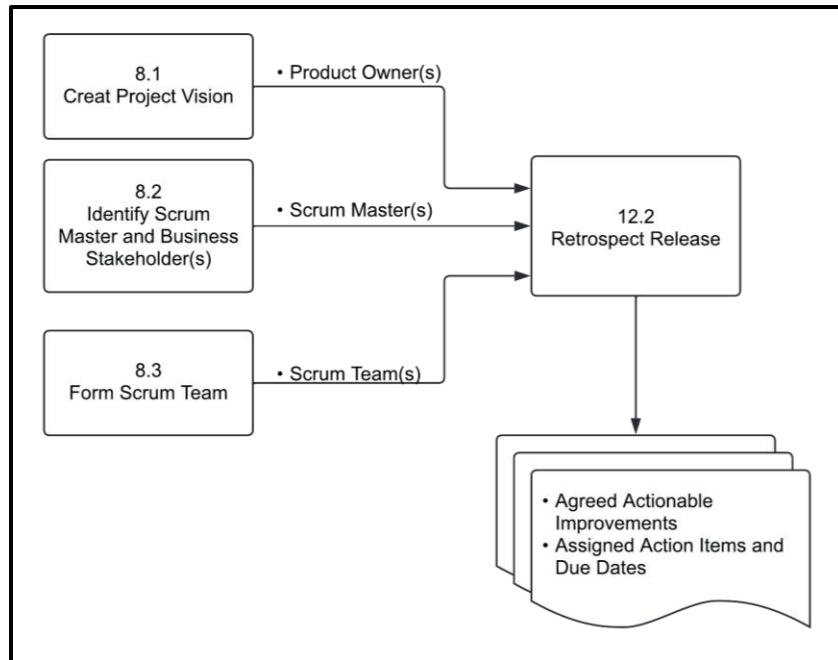 8.1
Creat Project Vision
• Product Owner(s)
8.2
Identify Scrum
Master and Business
Stakeholder(s)
• Scrum Master(s)
12.2
Retrospect Release
8.3
Form Scrum Team
• Scrum Team(s)
• Agreed Actionable
Improvements
• Assigned Action Items and
Due Dates